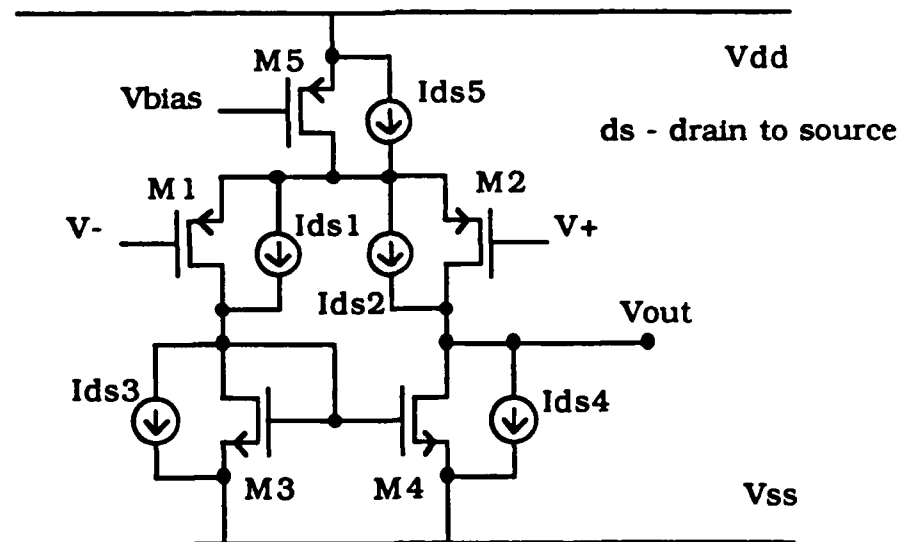 M5
Vdd
Vbias
Ids5
ds - drain to source
M1
M2
V-
Ids1
V+
Ids2
Vout
Ids3
Ids4
M3
M4
Vss